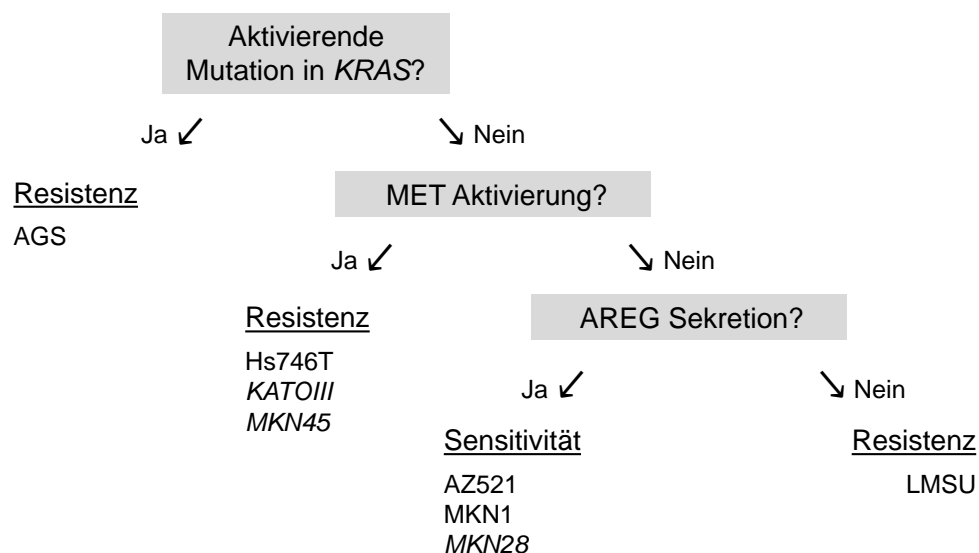 Aktivierende
Mutation in KRAS?
Ja
Nein
Resistenz
AGS
MET Aktivierung?
Ja
Nein
Resistenz
Hs746T
KATOIII
MKN45
AREG Sekretion?
Ja
Nein
Sensitivität
AZ521
MKN1
MKN28
Resistenz
LMSU